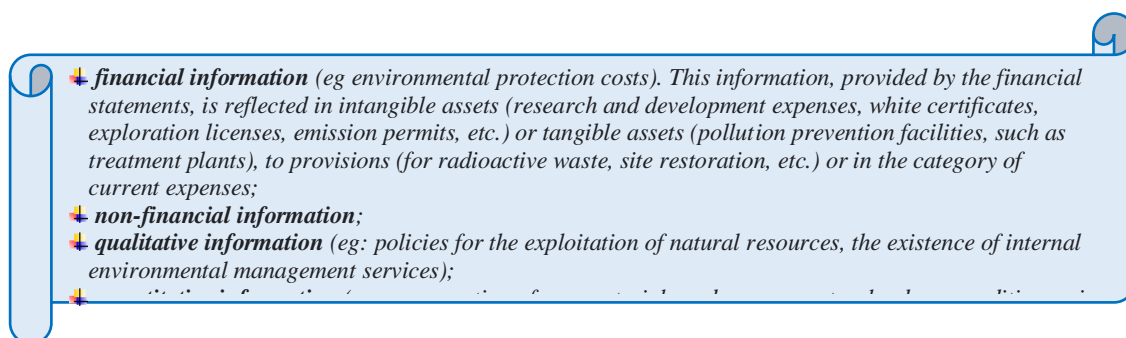 financial information (eg environmental protection costs). This information, provided by the financial
statements, is reflected in intangible assets (research and development expenses, white certificates,
exploration licenses, emission permits, etc.) or tangible assets (pollution prevention facilities, such as
treatment plants), to provisions (for radioactive waste, site restoration, etc.) or in the category of
current expenses;
non-financial information;
qualitative information (eg: policies for the exploitation of natural resources, the existence of internal
environmental management services);